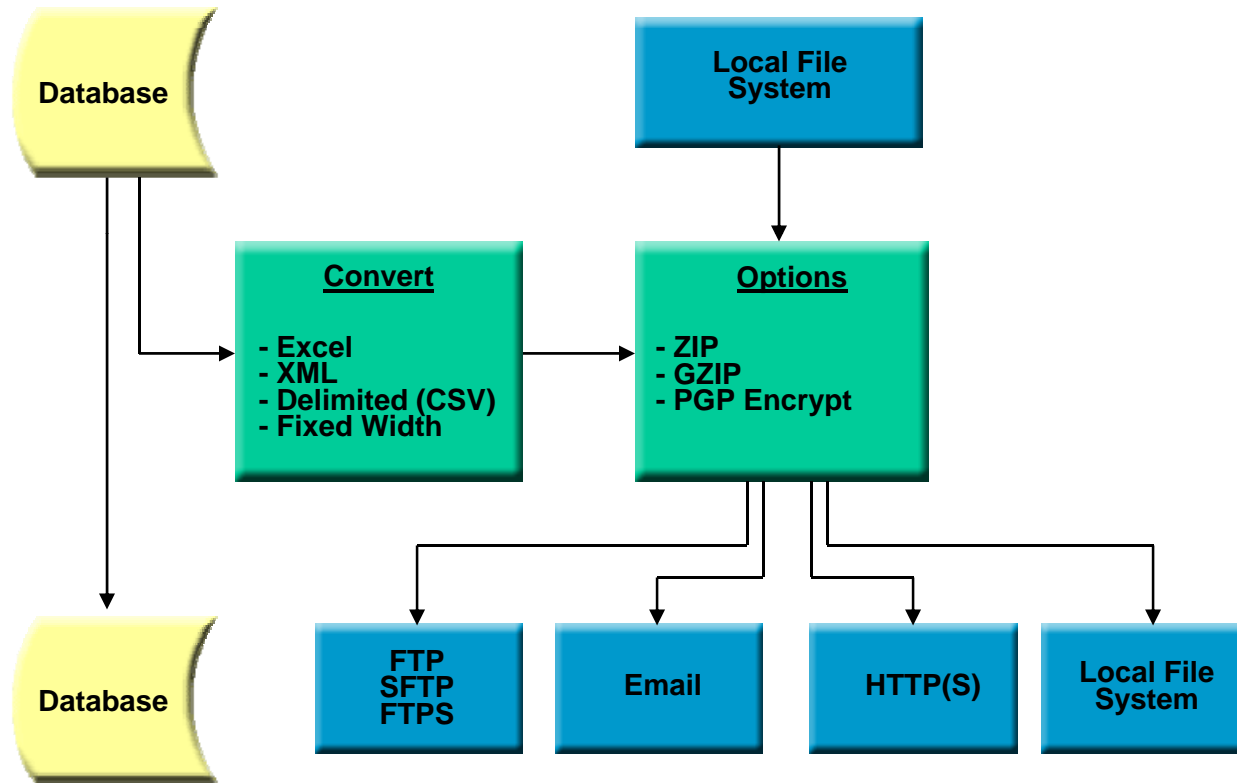 Database
Local File
System
Convert
- Excel
- XML
- Delimited (CSV)
- Fixed Width
Options
- ZIP
- GZIP
- PGP Encrypt
Database
FTP
SFTP
FTPS
Email
HTTP(S)
Local File
System